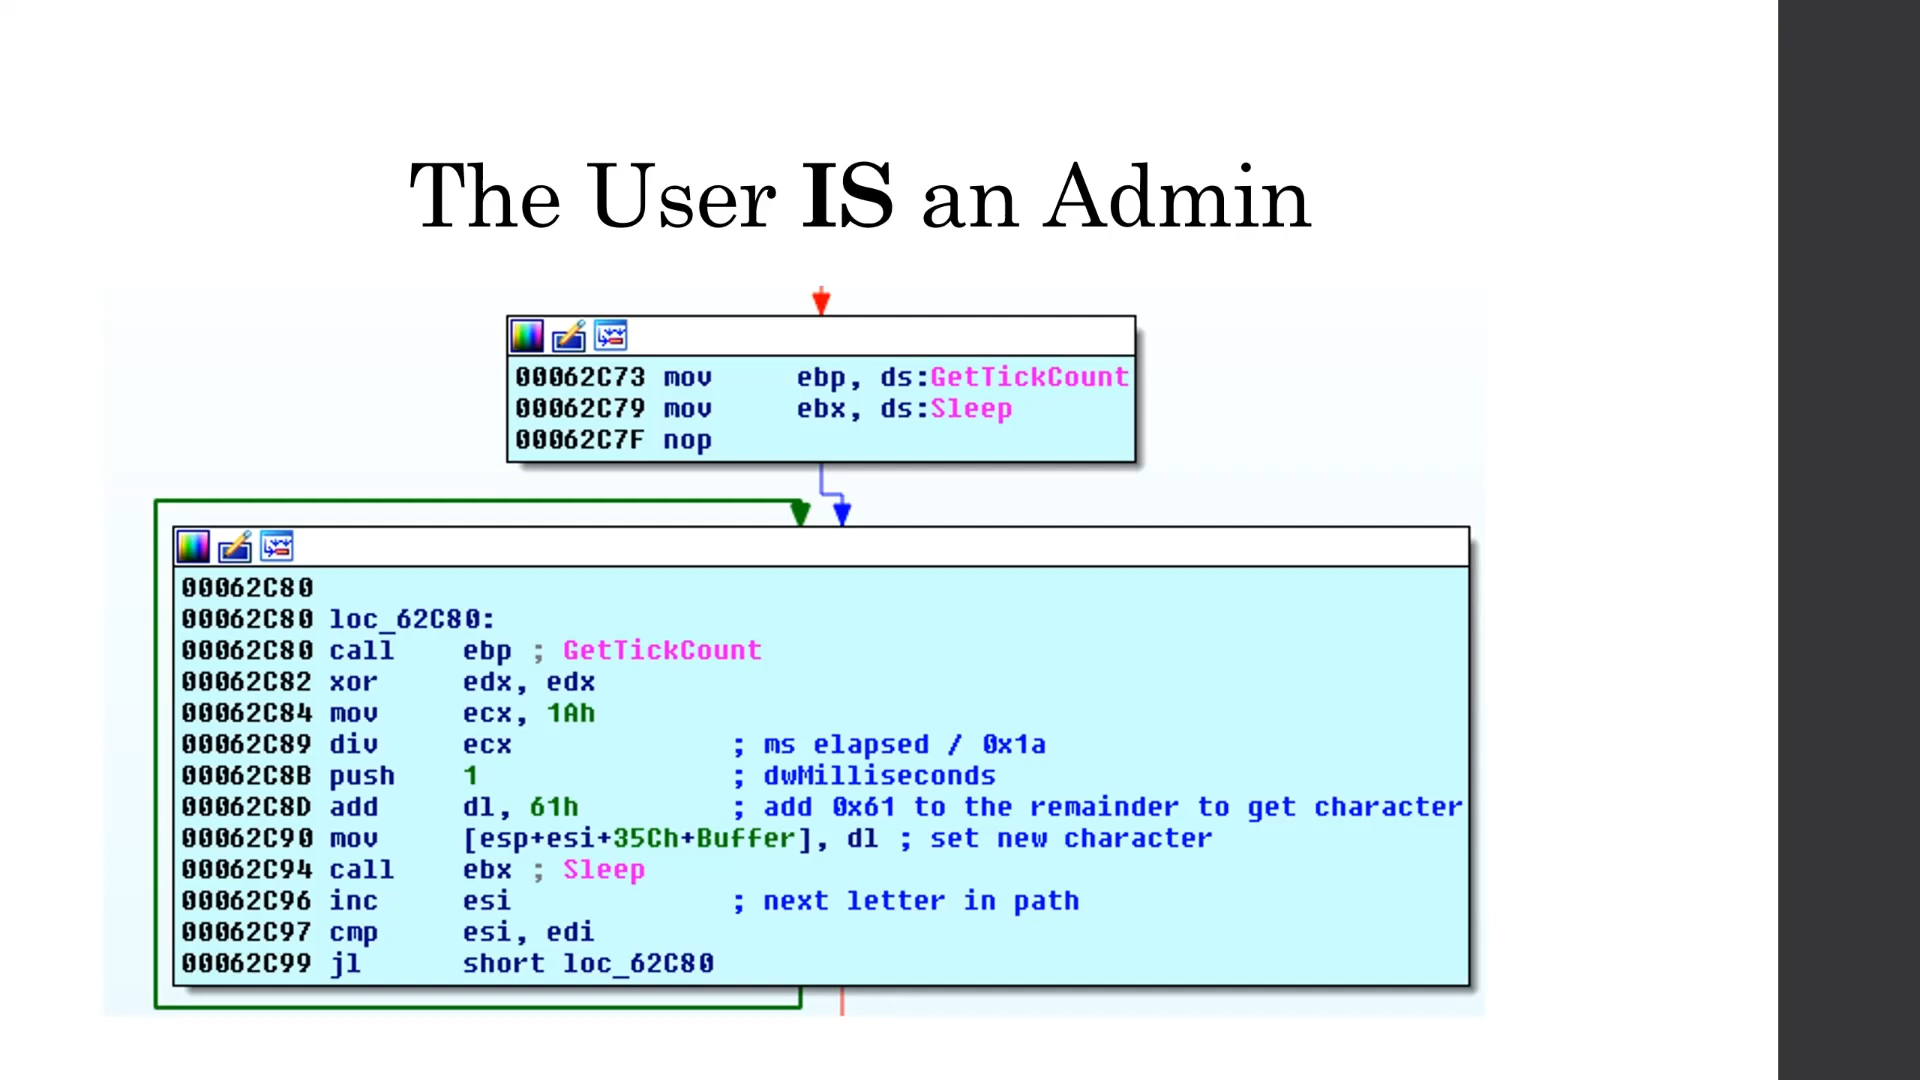 The User IS an Admin
00062C73 mov ebp, ds:GetTickCount
00062C79 mov ebx, ds:Sleep
00062C7F nop
00062C80
00062C80 loc_62C80:
00062C80 call ebp ; GetTickCount
00062C82 xor edx, edx
00062C84 mov ecx, 1Ah
00062C89 div ecx ; ms elapsed / 0x1a
00062C8B push 1 ; dwMilliseconds
00062C8D add dl, 61h ; add 0x61 to the remainder to get character
00062C90 mov [esp+esi+35Ch+Buffer], dl ; set new character
00062C94 call ebx ; Sleep
00062C96 inc esi ; next letter in path
00062C97 cmp esi, edi
00062C99 jl short loc_62C80